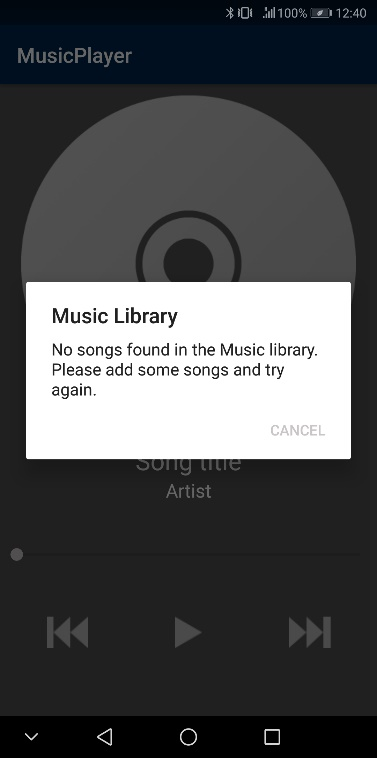 100% 12:40
MusicPlayer
Music Library
No songs found in the Music library.
Please add some songs and try
again.
CANCEL
Song title
Artist